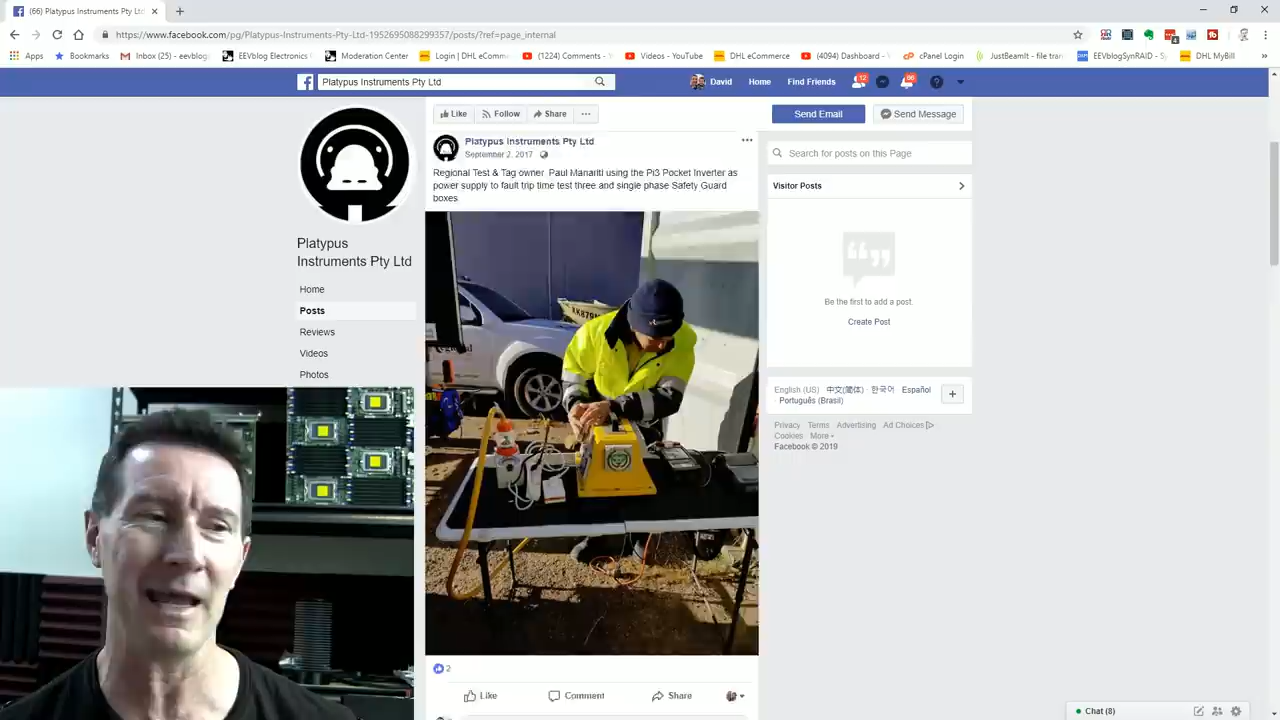 (66) Platypus Instruments Pty Ltd
https://www.facebook.com/pg/Platypus-Instruments-Pty-Ltd-1952695088299357/posts/?ref=page_internal
Apps Bookmarks Inbox (25) - eevblog EEVblog Electronics Moderation Center Login | DHL eComm (1224) Comments - Y Videos - YouTube DHL eCommerce (4094) Dashboard - Y cPanel Login JustBeamIt - file tran EEVblogSynRAID - Sy DHL MyBill
Platypus Instruments Pty Ltd David Home Find Friends 12
Like Follow Share Send Email Send Message
Platypus Instruments Pty Ltd
September 2, 2017
Regional Test & Tag owner Paul Manariti using the Pi3 Pocket Inverter as
power supply to fault trip time test three and single phase Safety Guard
boxes
Search for posts on this Page
Visitor Posts
Be the first to add a post.
Create Post
English (US) · 中文(简体) · 한국어 · Español
· Português (Brasil)
Privacy Terms Advertising Ad Choices
Cookies More
Facebook © 2019
Platypus
Instruments Pty Ltd
Home
Posts
Reviews
Videos
Photos
2
Like Comment Share
Chat (8)